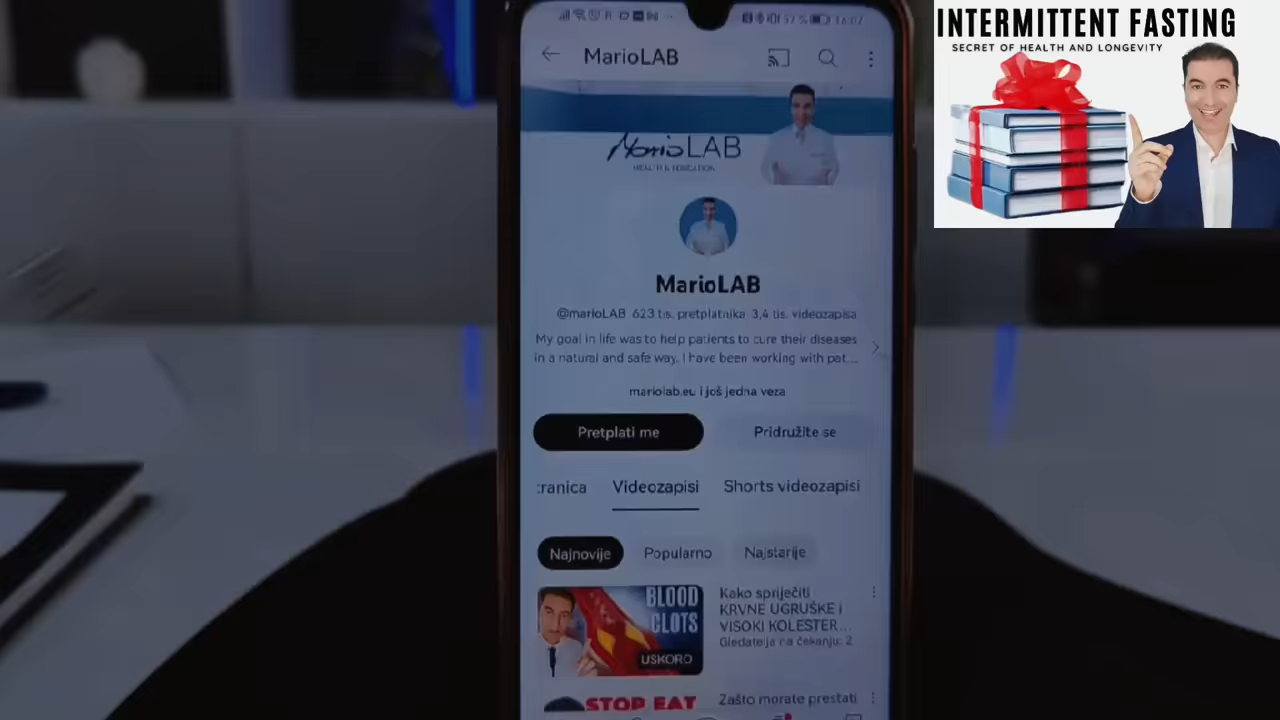 INTERMITTENT FASTING
SECRET OF HEALTH AND LONGEVITY
57 % 16:07
MarioLAB
MarioLAB
HEALTH & EDUCATION
MarioLAB
@marioLAB 623 tis. pretplatnika 3,4 tis. videozapisa
My goal in life was to help patients to cure their diseases
in a natural and safe way. I have been working with pat...
mariolab.eu i još jedna veza
Pretplati me
Pridružite se
:ranica
Videozapisi
Shorts videozapisi
Najnovije
Popularno
Najstarije
BLOOD
CLOTS
USKORO
Kako spriječiti
KRVNE UGRUŠKE i
VISOKI KOLESTER...
Gledatelja na čekanju: 2
STOP EAT
Zašto morate prestati